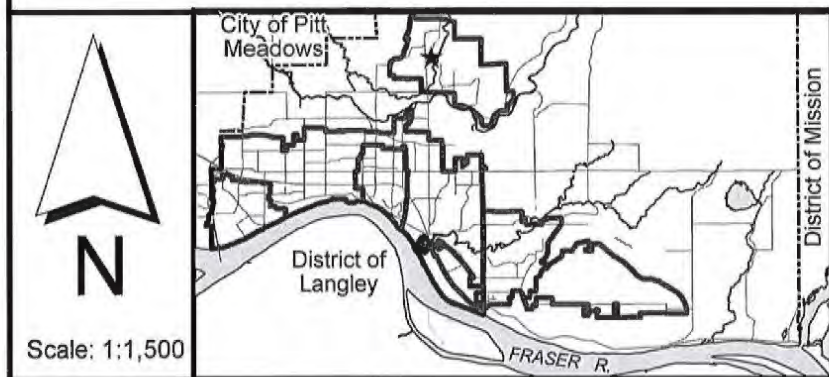 City of Pitt
Meadows
District of Mission
District of
Langley
N
Scale: 1:1,500
FRASER R.